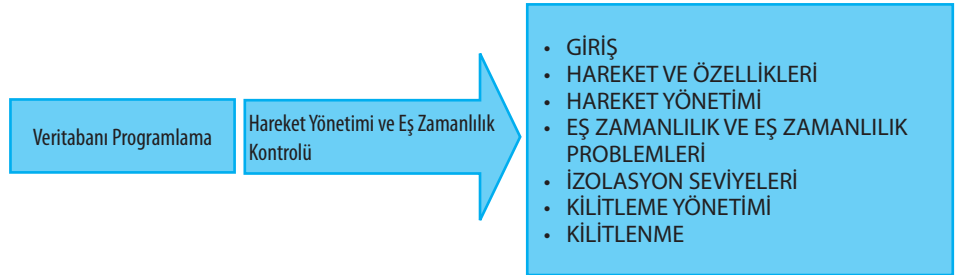 Veritabanı Programlama
Hareket Yönetimi ve Eş Zamanlılık
Kontrolü
• GİRİŞ
• HAREKET VE ÖZELLİKLERİ
• HAREKET YÖNETİMİ
• EŞ ZAMANLILIK VE EŞ ZAMANLILIK
PROBLEMLERİ
• İZOLASYON SEVİYELERİ
• KİLİTLEME YÖNETİMİ
• KİLİTLENME